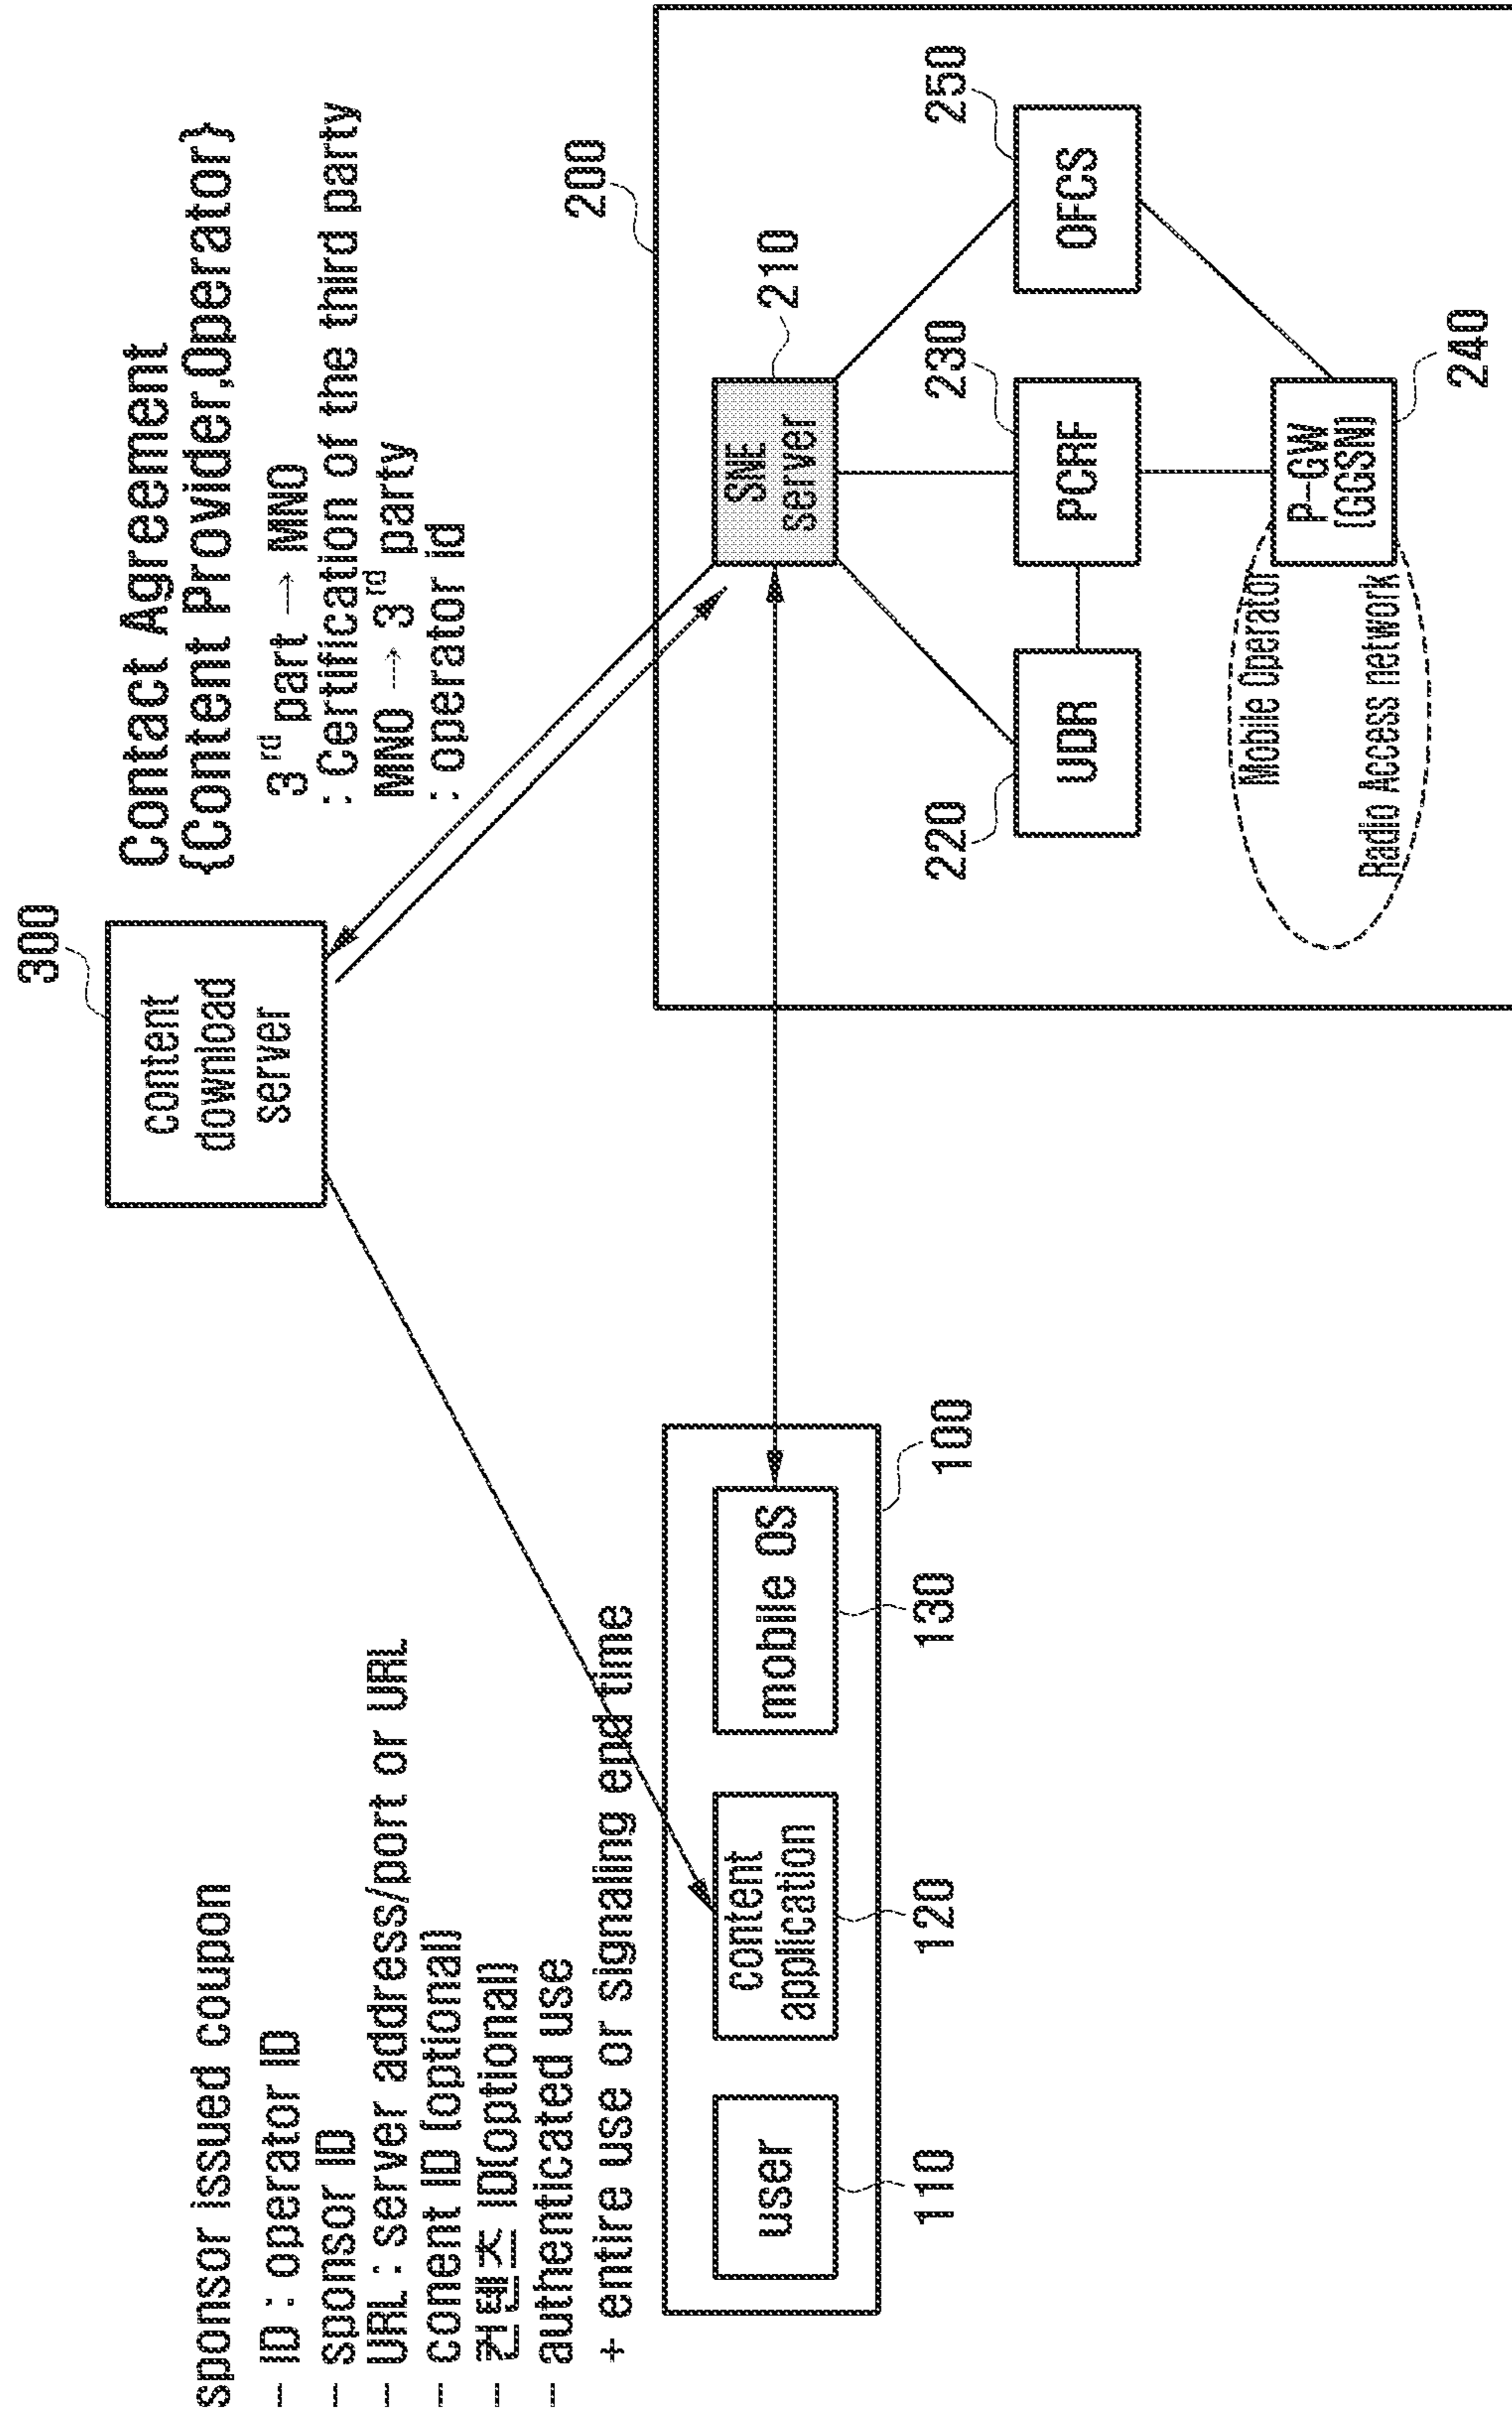 sponsor issued coupon
- ID : operator ID
- sponsor ID
- URL : server address/port or URL
- conent ID (optional)
- 컨텐츠 ID(optional)
- authenticated use
+ entire use or signaling end time
300
content
download
server
Contact Agreement
{Content Provider,Operator}
3rd part → MNO
: Certification of the third party
MNO → 3rd party
: operator id
user
110
content
application
120
mobile OS
130
100
200
SNE
server
210
UDR
220
PCRF
230
OFCS
250
Mobile Operator
Radio Access network
P-GW
(GGSN)
240